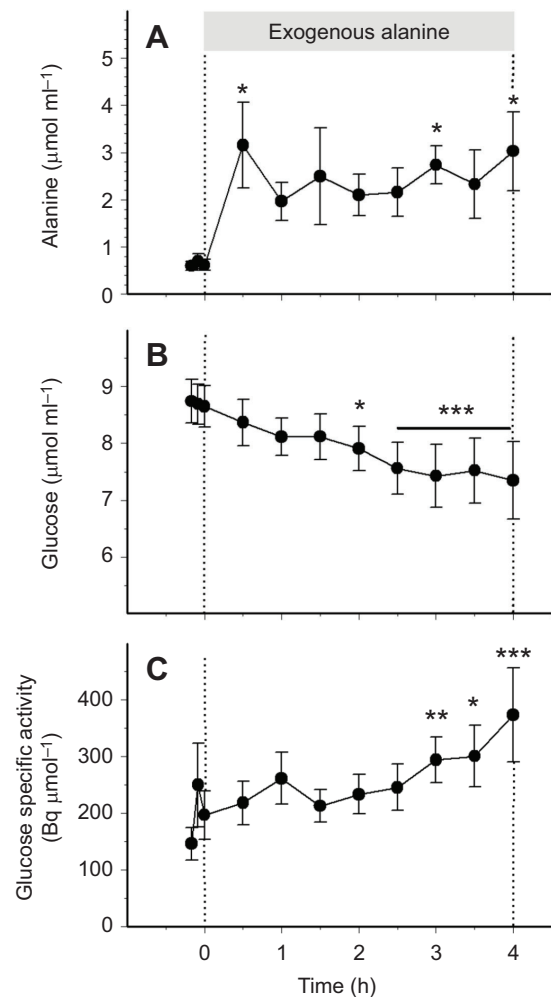 A
Exogenous alanine
Alanine (μmol ml⁻¹)
6
5
4
3
2
1
0
*
*
*
B
Glucose (μmol ml⁻¹)
9
8
7
6
*
***
C
Glucose specific activity
(Bq μmol⁻¹)
400
300
200
100
0
**
*
***
0 1 2 3 4
Time (h)